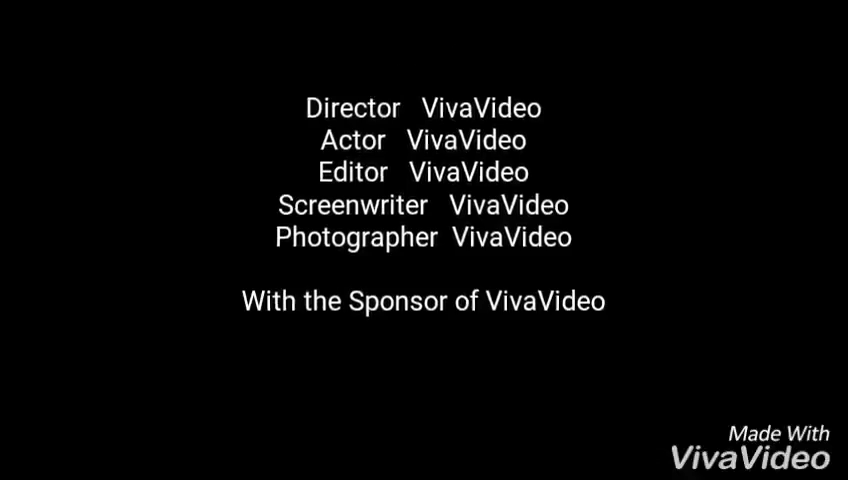 Director VivaVideo
Actor VivaVideo
Editor VivaVideo
Screenwriter VivaVideo
Photographer VivaVideo
With the Sponsor of VivaVideo
Made With
VivaVideo